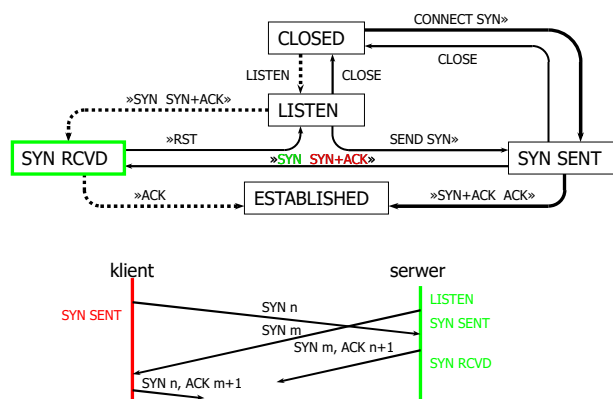 CONNECT SYN»
CLOSED
CLOSE
LISTEN
CLOSE
»SYN SYN+ACK»
LISTEN
»RST
SEND SYN»
SYN RCVD
»SYN SYN+ACK»
SYN SENT
»ACK
ESTABLISHED
»SYN+ACK ACK»
klient
serwer
SYN n
LISTEN
SYN SENT
SYN m
SYN SENT
SYN m, ACK n+1
SYN RCVD
SYN n, ACK m+1